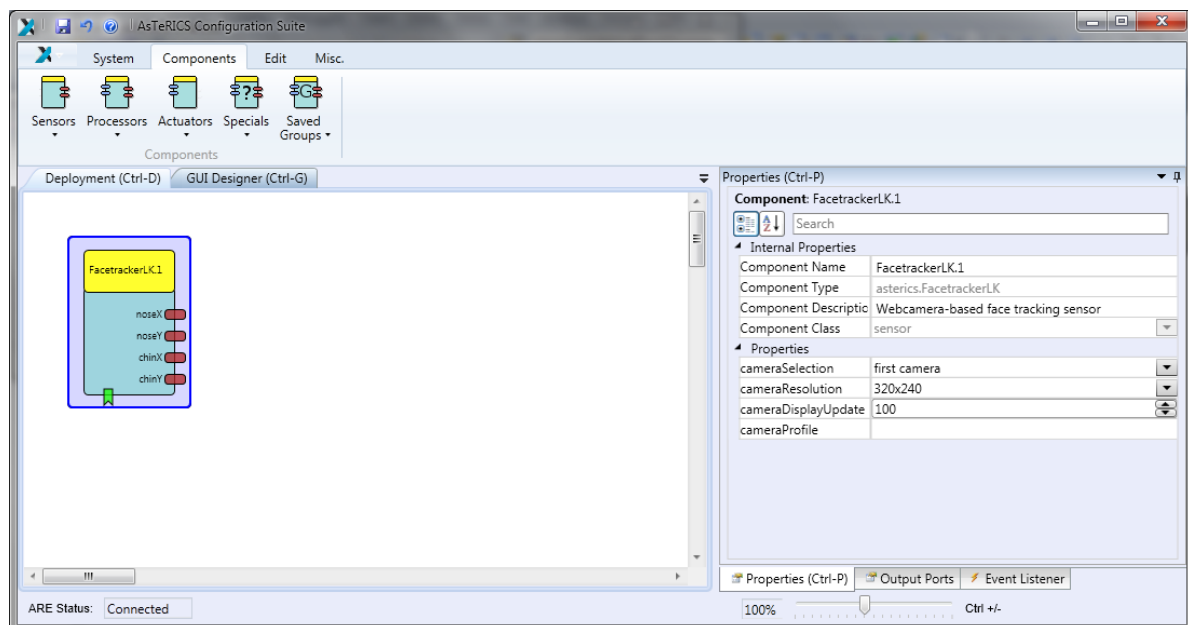 AsTeRICS Configuration Suite
System Components Edit Misc.
Sensors Processors Actuators Specials Saved Groups
Components
Deployment (Ctrl-D) GUI Designer (Ctrl-G)
FacetrackerLK.1
noseX
noseY
chinX
chinY
Properties (Ctrl-P)
Component: FacetrackerLK.1
Search
Internal Properties
Component Name FacetrackerLK.1
Component Type asterics.FacetrackerLK
Component Descriptic Webcamera-based face tracking sensor
Component Class sensor
Properties
cameraSelection first camera
cameraResolution 320x240
cameraDisplayUpdate 100
cameraProfile
Properties (Ctrl-P) Output Ports Event Listener
ARE Status: Connected
100% Ctrl +/-